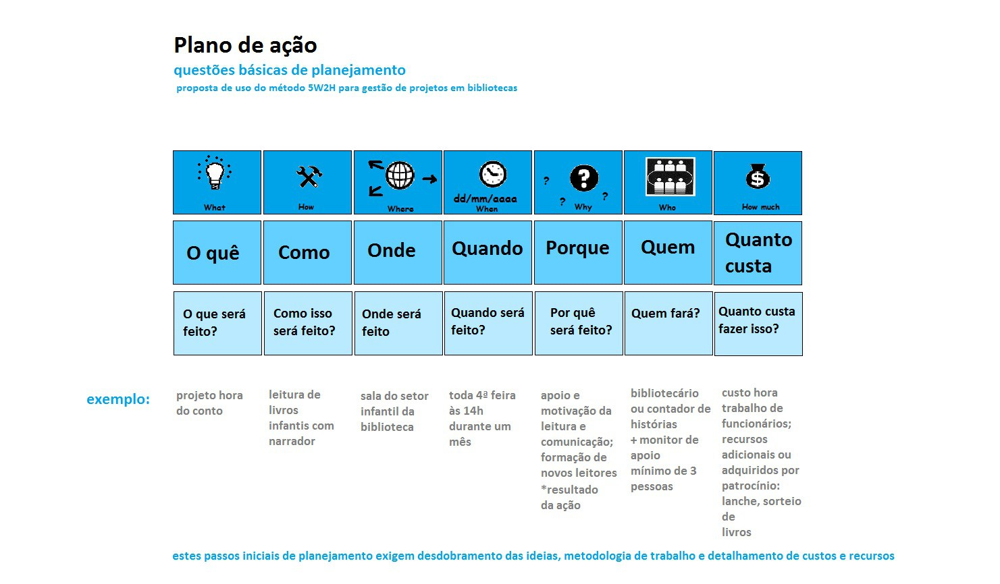 Plano de ação
questões básicas de planejamento
proposta de uso do método 5W2H para gestão de projetos em bibliotecas
What
How
Where
dd/mm/aaaa
When
? ? ? ?
Why
Who
$
How much
O quê
Como
Onde
Quando
Porque
Quem
Quanto
custa
O que será
feito?
Como isso
será feito?
Onde será
feito
Quando será
feito?
Por quê
será feito?
Quem fará?
Quanto custa
fazer isso?
exemplo:
projeto hora
do conto
leitura de
livros
infantis com
narrador
sala do setor
infantil da
biblioteca
toda 4ª feira
às 14h
durante um
mês
apoio e
motivação da
leitura e
comunicação;
formação de
novos leitores
*resultado
da ação
bibliotecário
ou contador de
histórias
+ monitor de
apoio
mínimo de 3
pessoas
custo hora
trabalho de
funcionários;
recursos
adicionais ou
adquiridos por
patrocínio:
lanche, sorteio
de
livros
estes passos iniciais de planejamento exigem desdobramento das ideias, metodologia de trabalho e detalhamento de custos e recursos